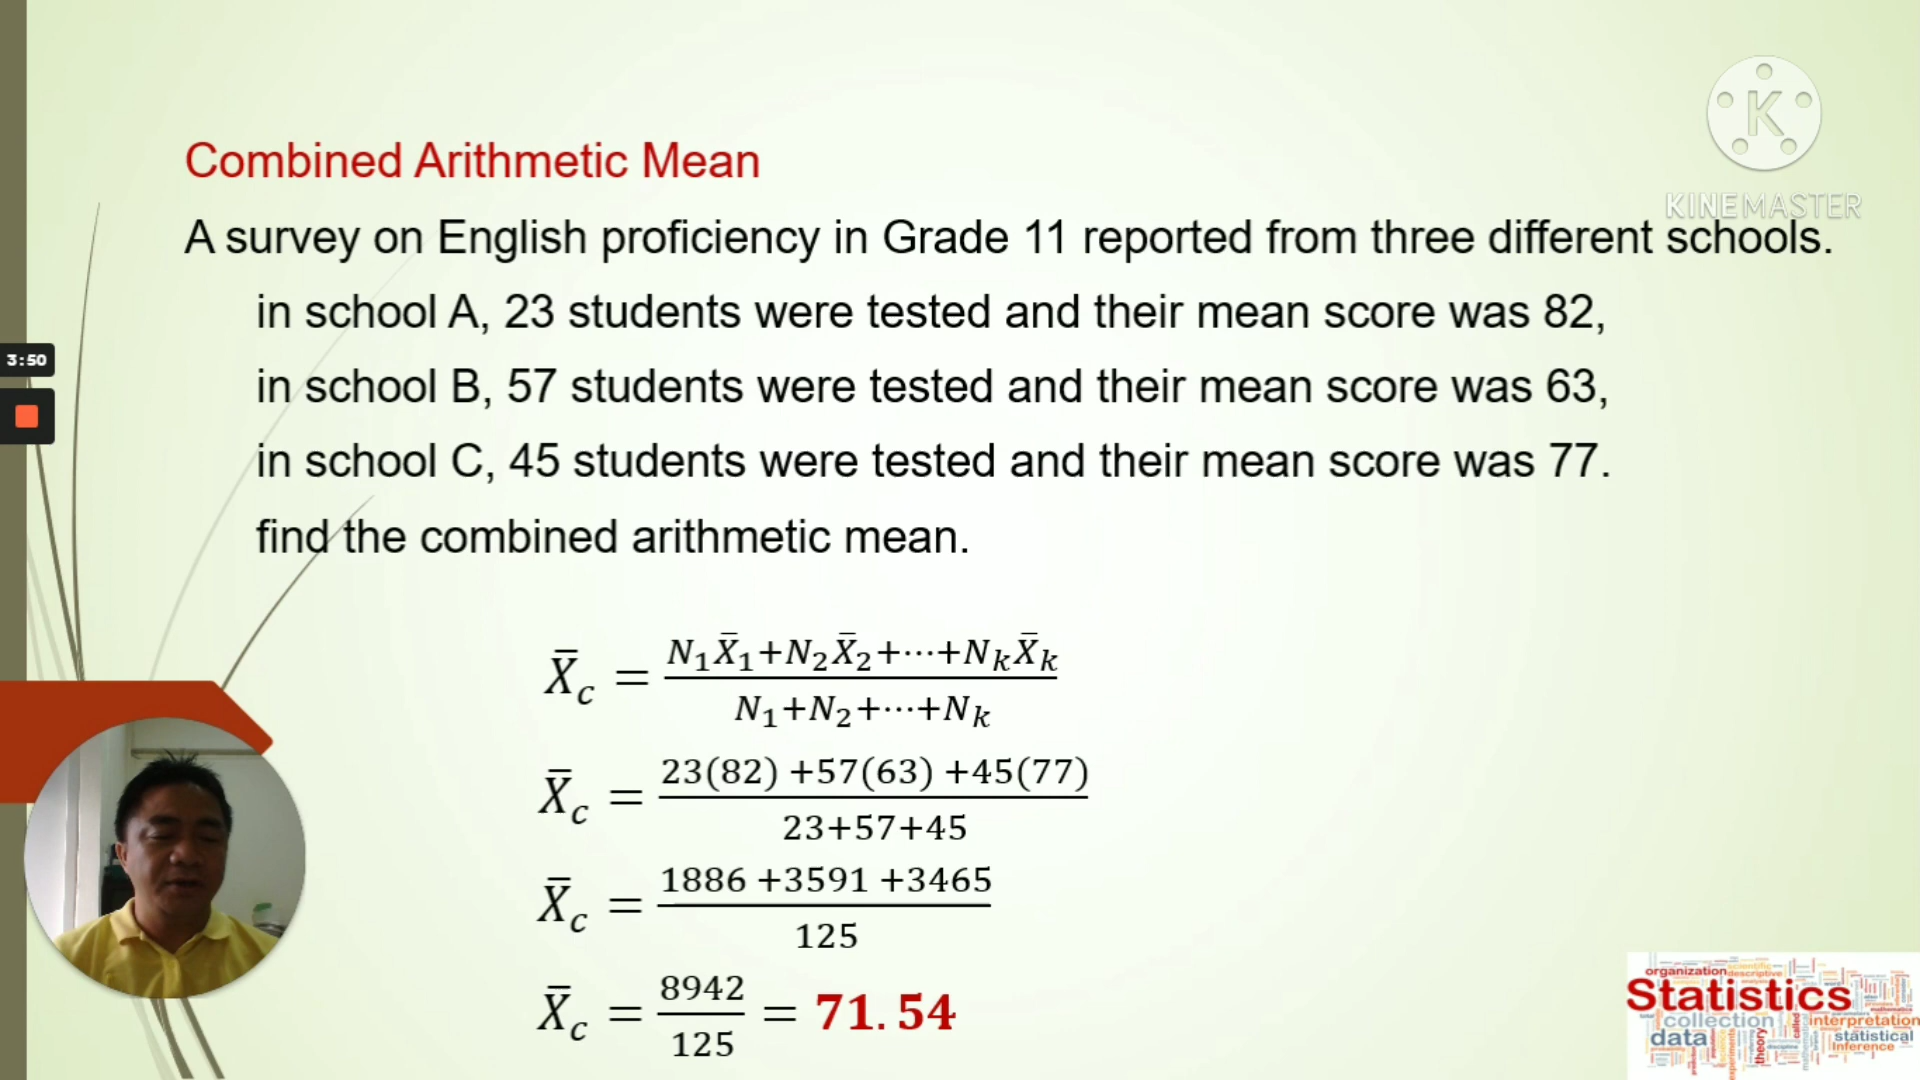 K
KINEMASTER
Combined Arithmetic Mean
A survey on English proficiency in Grade 11 reported from three different schools.
in school A, 23 students were tested and their mean score was 82,
in school B, 57 students were tested and their mean score was 63,
in school C, 45 students were tested and their mean score was 77.
find the combined arithmetic mean.
3:50
X̄c = (N₁X̄₁+N₂X̄₂+⋯+NₖX̄ₖ)/(N₁+N₂+⋯+Nₖ)
X̄c = (23(82) +57(63) +45(77))/(23+57+45)
X̄c = (1886 +3591 +3465)/125
X̄c = 8942/125 = 71.54
organization scientific
descriptive
Statistics
collection interpretation
data theory called statistical
inference